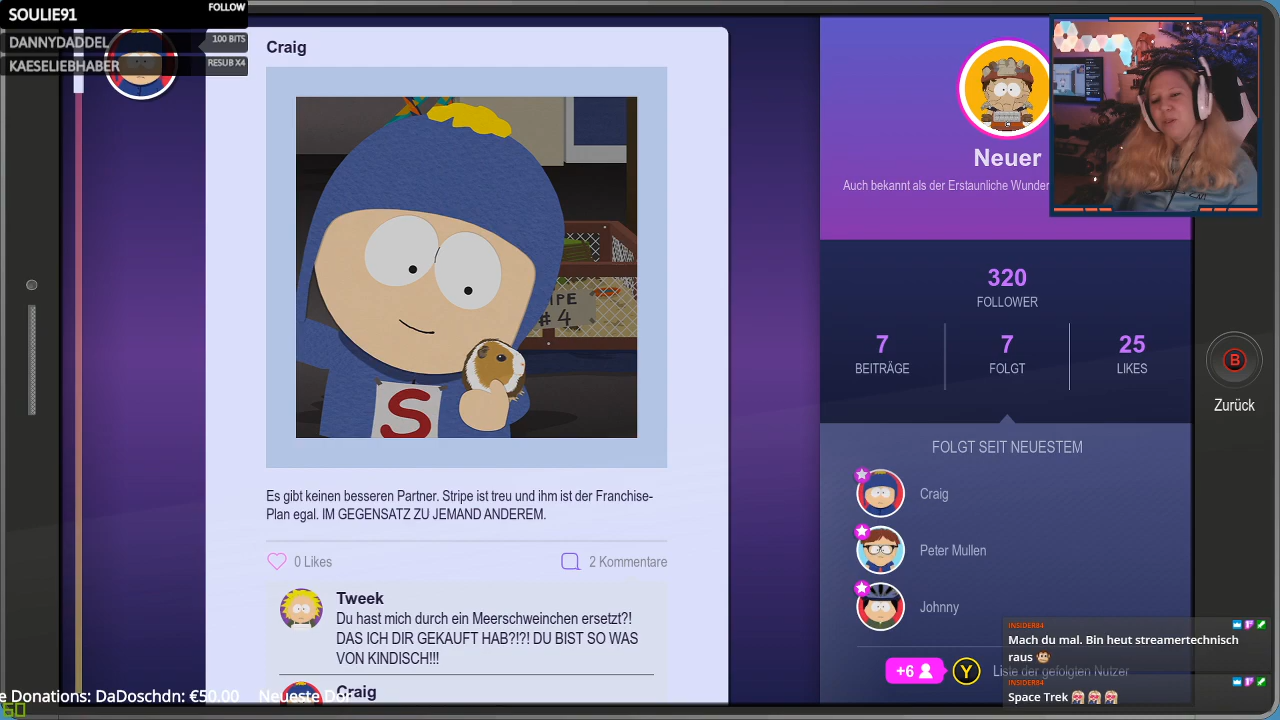 SOULIE91
FOLLOW
DANNYDADDEL
100 BITS
KAESELIEBHABER
RESUB X4
Craig
IPE
#4
S
Es gibt keinen besseren Partner. Stripe ist treu und ihm ist der Franchise-
Plan egal. IM GEGENSATZ ZU JEMAND ANDEREM.
0 Likes
2 Kommentare
Tweek
Du hast mich durch ein Meerschweinchen ersetzt?!
DAS ICH DIR GEKAUFT HAB?!?! DU BIST SO WAS
VON KINDISCH!!!
Craig
Neuer
Auch bekannt als der Erstaunliche Wunder
320
FOLLOWER
7
BEITRÄGE
7
FOLGT
25
LIKES
FOLGT SEIT NEUESTEM
Craig
Peter Mullen
Johnny
+6
Y
Liste der gefolgten Nutzer
B
Zurück
INSIDER84
Mach du mal. Bin heut streamertechnisch
raus
INSIDER84
Space Trek
e Donations: DaDoschdn: €50.00
Neueste Do
60